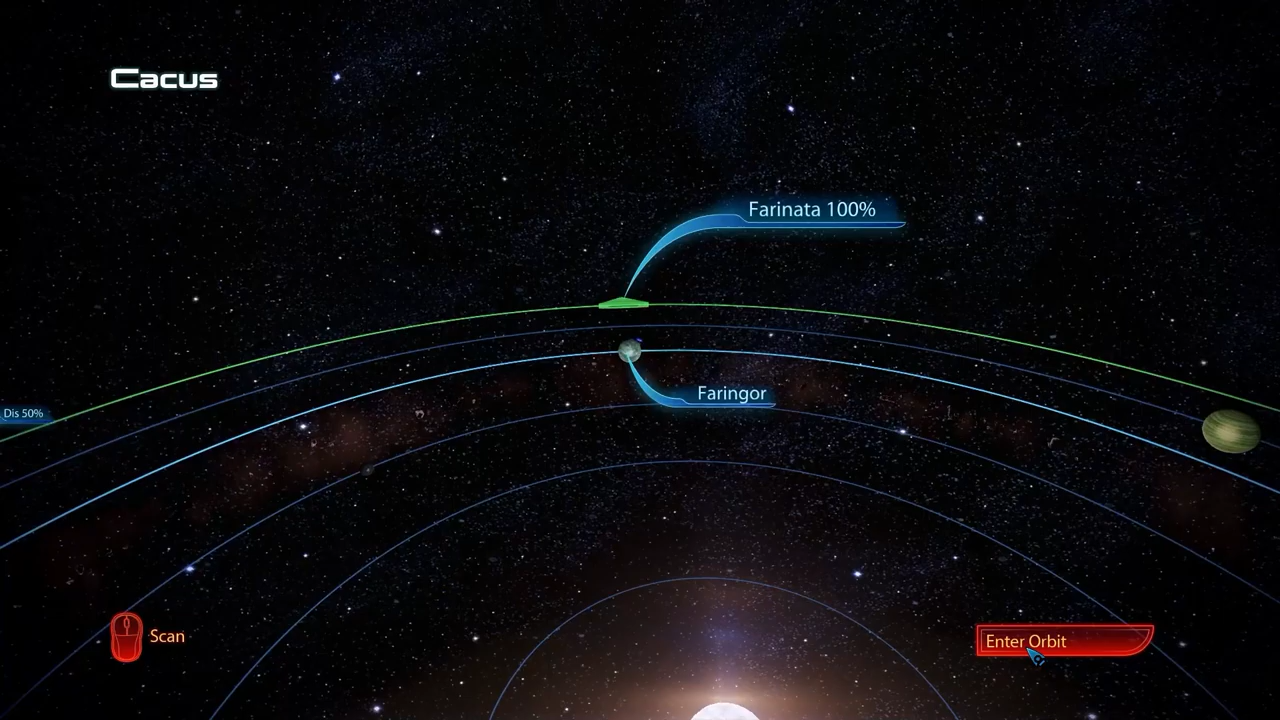 Cacus
Farinata 100%
Faringor
Dis 50%
Scan
Enter Orbit